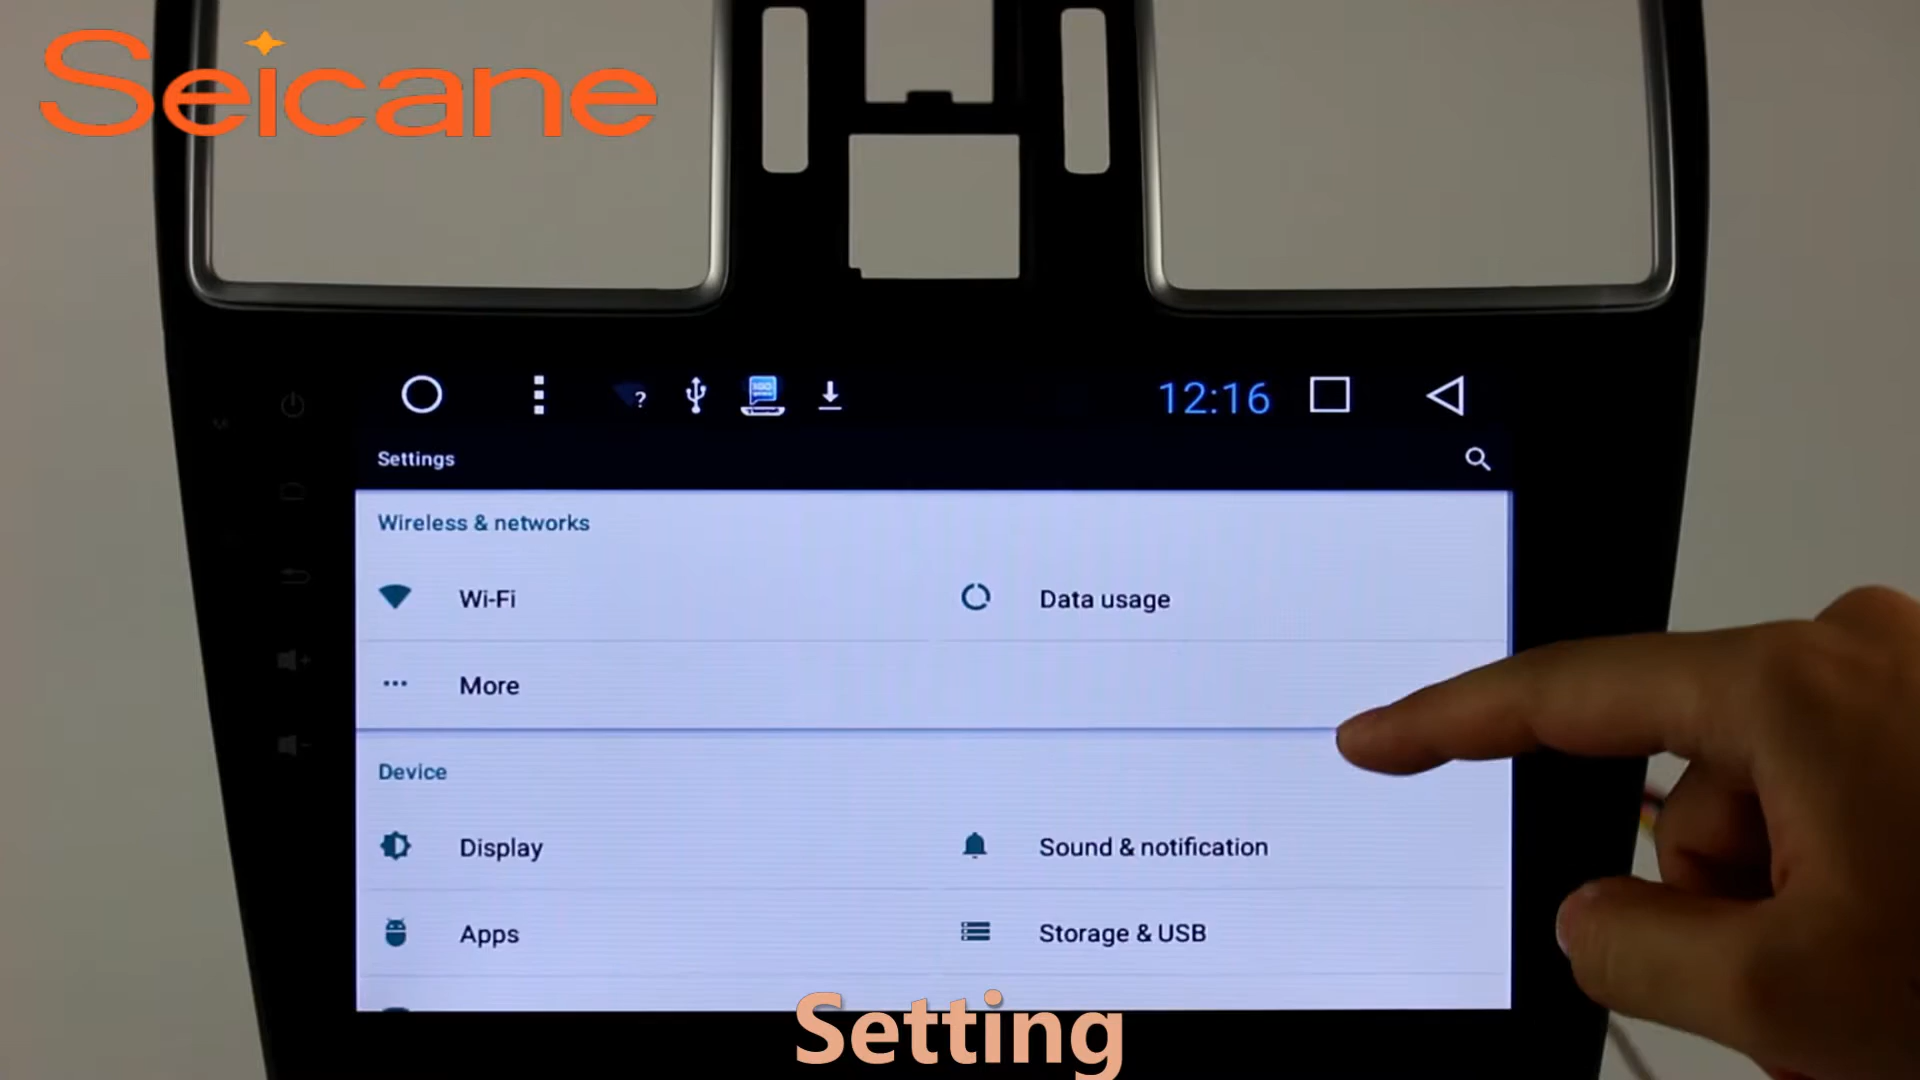 Seicane
?
12:16
Settings
Wireless & networks
Wi-Fi
Data usage
More
Device
Display
Sound & notification
Apps
Storage & USB
Setting